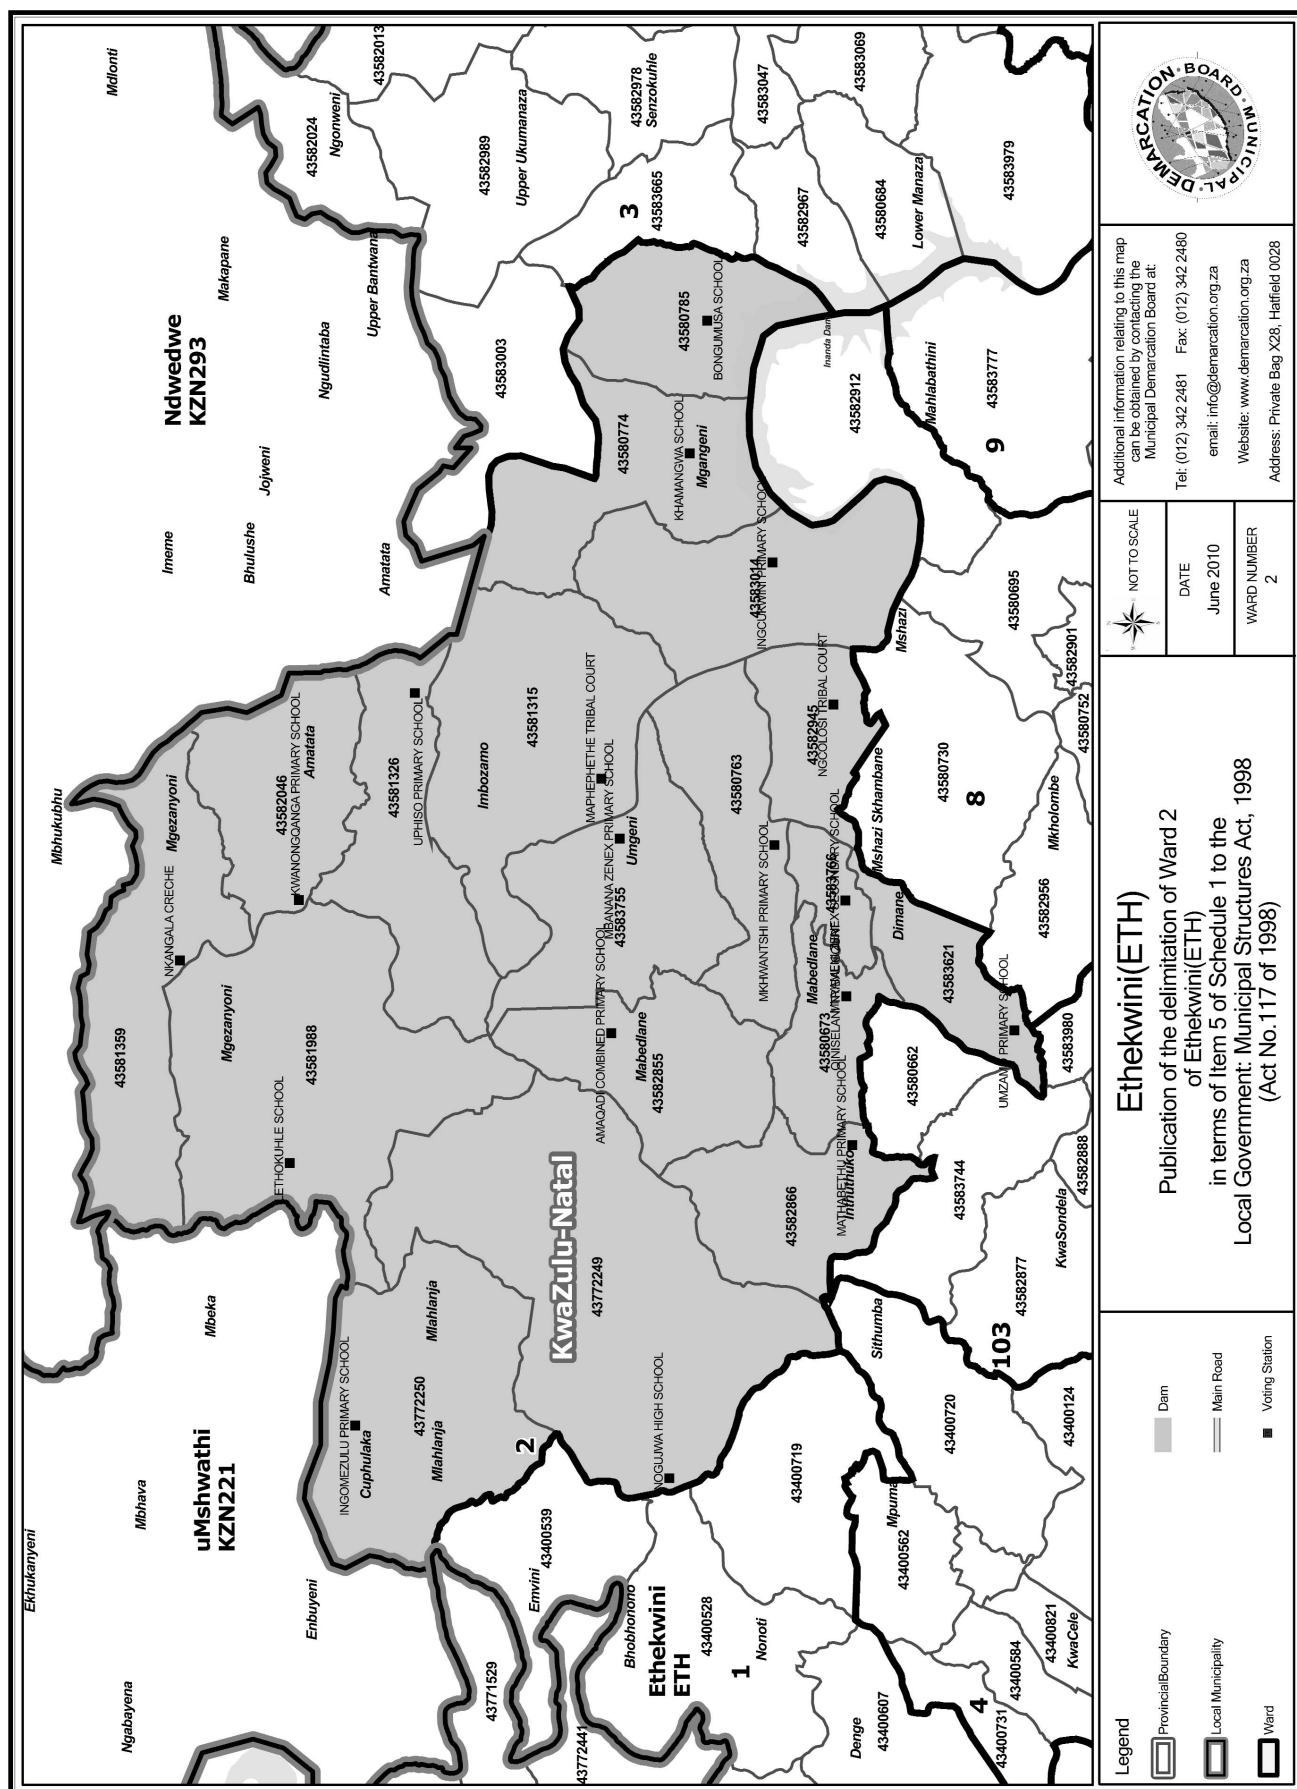 Ekhukanyeni
Mbhukubhu
Mdlonti
Ngabayena
Mbhava
43581359
NKANGALA CRECHE
Mgezanyoni
Imeme
Ndwedwe
KZN293
Makapane
uMshwathi
KZN221
Mbeka
Mgezanyoni
Bhulushe
Jojweni
ETHOKUHLE SCHOOL
43581988
43582046
KWANONGQANGA PRIMARY SCHOOL
Amatata
43582024
Ngonweni
Enbuyeni
Ngudlintaba
INGOMEZULU PRIMARY SCHOOL
Cuphulaka
Amatata
Upper Bantwana
43582013
43581326
UPHISO PRIMARY SCHOOL
43772250
Mlahlanja
Mlahlanja
Imbozamo
43582989
43771529
43583003
2
Emvini
43400539
43581315
Upper Ukumanaza
KwaZulu-Natal
43772441
43772249
MAPHEPHETHE TRIBAL COURT
AMAQADI COMBINED PRIMARY SCHOOL
MBANANA ZENEX PRIMARY SCHOOL
43583755
Umgeni
43580774
3
43582978
Senzokuhle
43583665
Bhobhonono
Ethekwini
ETH
Mabedlane
43582855
NOGUJWA HIGH SCHOOL
KHAMANGWA SCHOOL
Mgangeni
43580785
BONGUMUSA SCHOOL
43400528
1
Nonoti
43580763
MKHWANTSHI PRIMARY SCHOOL
43583014
INGCUKWINI PRIMARY SCHOOL
43583047
43400719
43582866
Mabedlane
43582945
NGCOLOSI TRIBAL COURT
43582967
Inanda Dam
43580673
43583766
MATHABETHU PRIMARY SCHOOL
Inthuthuko
43582912
43583069
Denge
43400607
Sithumba
Mshazi Skhambane
Dimane
Mshazi
43580684
Lower Manaza
Mpuma
43400562
43580662
Mahlabathini
43400720
43583744
43583621
43580730
4
43400731
8
9
43583777
43583979
103
PRIMARY SCHOOL
43400584
43582877
43580695
43400821
KwaCele
KwaSondela
43582956
Mkholombe
43400124
43583980
43582901
43582888
43580752
Legend
ProvincialBoundary
Local Municipality
Ward
Dam
Main Road
Voting Station
Ethekwini(ETH)
Publication of the delimitation of Ward 2
of Ethekwini(ETH)
in terms of Item 5 of Schedule 1 to the
Local Government: Municipal Structures Act, 1998
(Act No.117 of 1998)
NOT TO SCALE
DATE
June 2010
WARD NUMBER
2
Additional information relating to this map
can be obtained by contacting the
Municipal Demarcation Board at:
Tel: (012) 342 2481 Fax: (012) 342 2480
email: info@demarcation.org.za
Website: www.demarcation.org.za
Address: Private Bag X28, Hatfield 0028
MUNICIPAL DEMARCATION BOARD